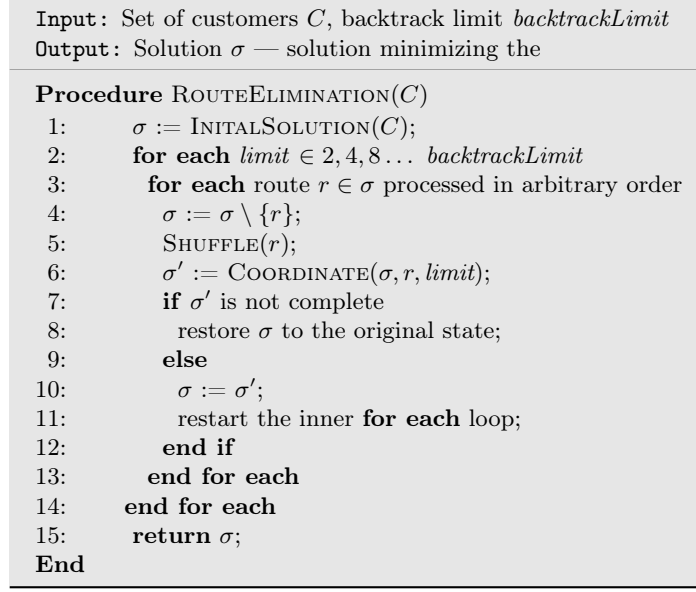 Input: Set of customers C, backtrack limit backtrackLimit
Output: Solution σ — solution minimizing the
Procedure ROUTEELIMINATION(C)
1: σ := INITALSOLUTION(C);
2: for each limit ∈ 2, 4, 8 … backtrackLimit
3: for each route r ∈ σ processed in arbitrary order
4: σ := σ \ {r};
5: SHUFFLE(r);
6: σ′ := COORDINATE(σ, r, limit);
7: if σ′ is not complete
8: restore σ to the original state;
9: else
10: σ := σ′;
11: restart the inner for each loop;
12: end if
13: end for each
14: end for each
15: return σ;
End